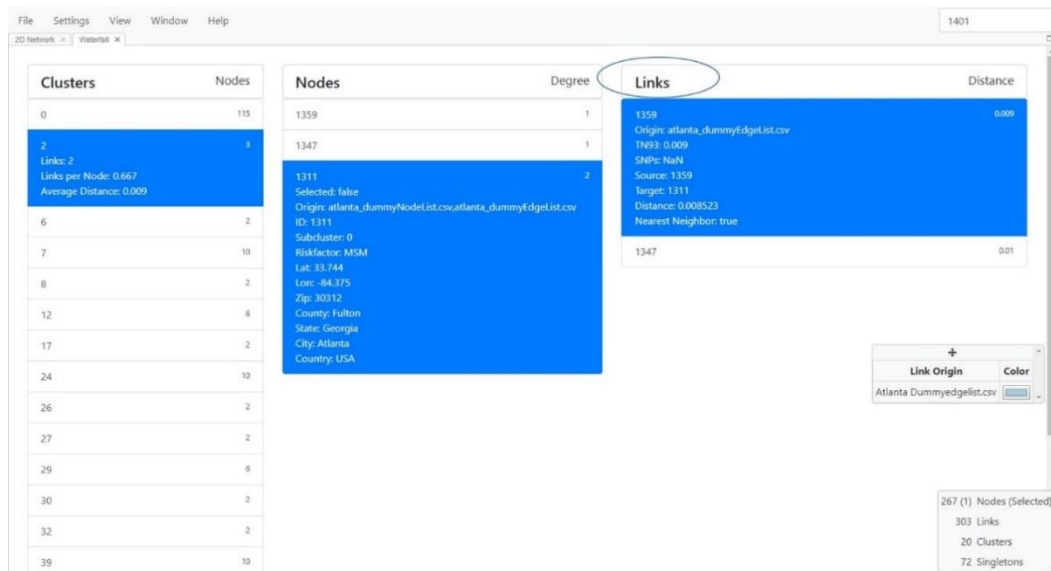 File Settings View Window Help
1401
2D Network × Waterfall ×
Clusters Nodes
0 115
2 3
Links: 2
Links per Node: 0.667
Average Distance: 0.009
6 2
7 10
8 2
12 6
17 2
24 10
26 2
27 2
29 6
30 2
32 2
39 10
Nodes Degree
1359 1
1347 1
1311 2
Selected: false
Origin: atlanta_dummyNodeList.csv,atlanta_dummyEdgeList.csv
ID: 1311
Subcluster: 0
Riskfactor: MSM
Lat: 33.744
Lon: -84.375
Zip: 30312
County: Fulton
State: Georgia
City: Atlanta
Country: USA
Links Distance
1359 0.009
Origin: atlanta_dummyEdgeList.csv
TN93: 0.009
SNPs: NaN
Source: 1359
Target: 1311
Distance: 0.008523
Nearest Neighbor: true
1347 0.01
Link Origin Color
Atlanta Dummyedgelist.csv
267 (1) Nodes (Selected)
303 Links
20 Clusters
72 Singletons